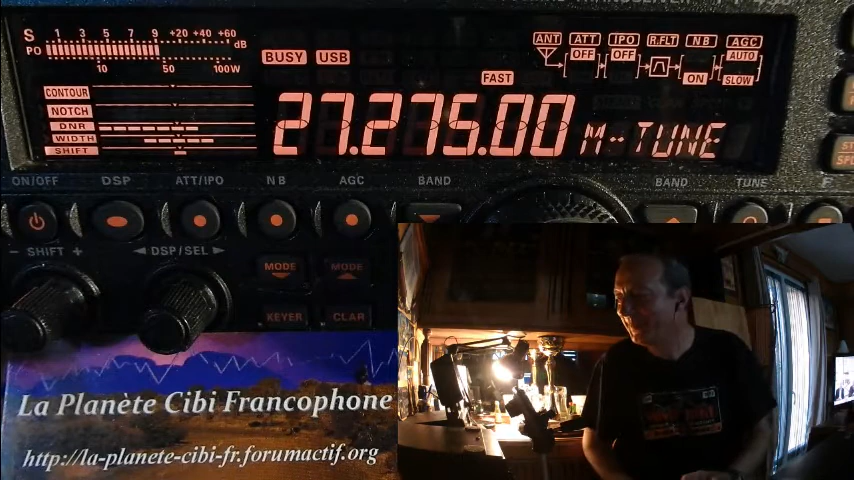 S 1 3 5 7 9 +20 +40 +60 dB
PO 10 50 100W
BUSY USB
FAST
ANT ATT IPO R.FLT NB AGC
OFF OFF AUTO
ON SLOW
CONTOUR
NOTCH
DNR
WIDTH
SHIFT
27.275.00 M-TUNE
ON/OFF DSP ATT/IPO NB AGC BAND BAND TUNE
− SHIFT + ◄DSP/SEL►
MODE MODE
KEYER CLAR
La Planète Cibi Francophone
http://la-planete-cibi-fr.forumactif.org